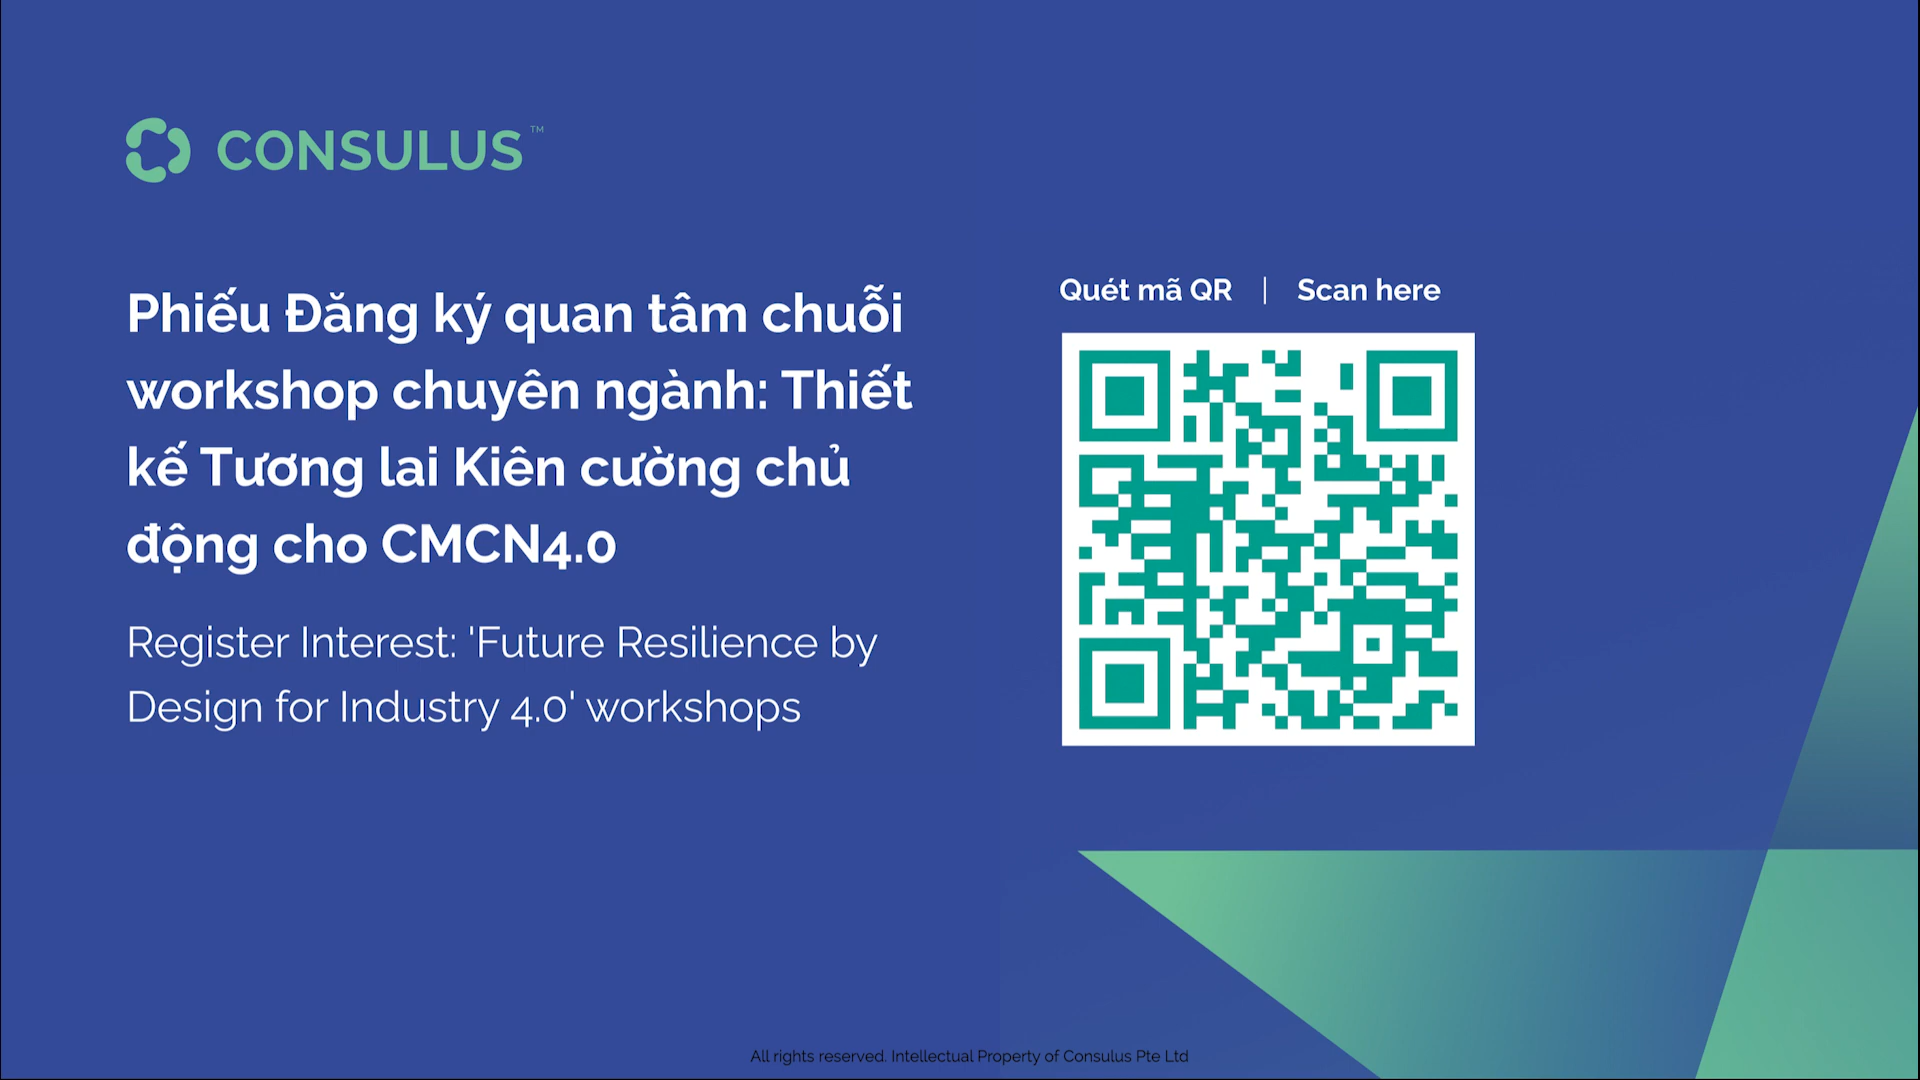 CONSULUS™
Phiếu Đăng ký quan tâm chuỗi
workshop chuyên ngành: Thiết
kế Tương lai Kiên cường chủ
động cho CMCN4.0
Register Interest: 'Future Resilience by
Design for Industry 4.0' workshops
Quét mã QR | Scan here
All rights reserved. Intellectual Property of Consulus Pte Ltd